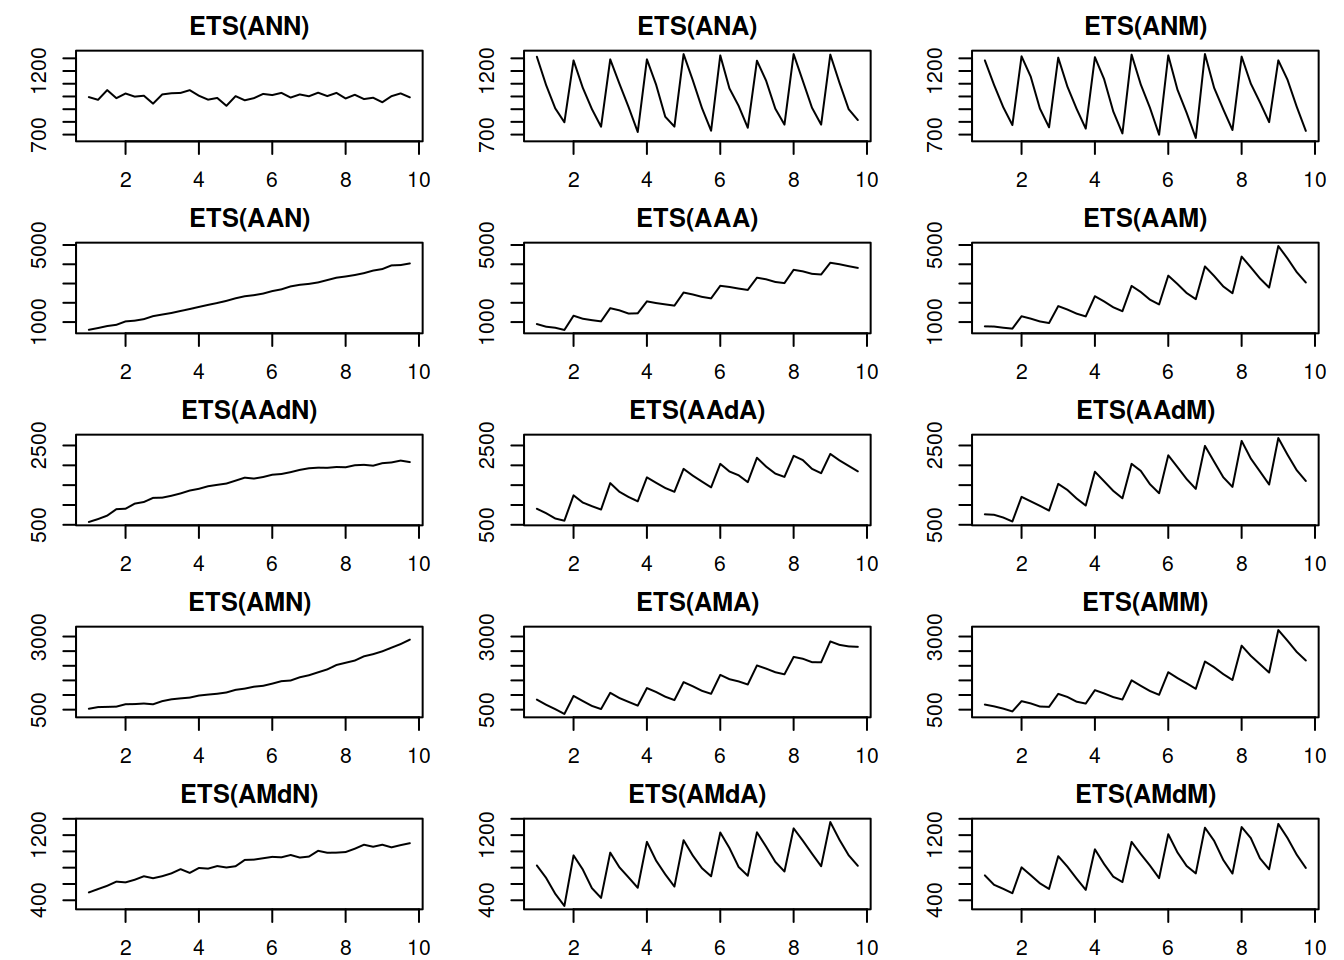 ETS(ANN) ETS(ANA) ETS(ANM)
1200 1200 1200
700 700 700
2 4 6 8 10 2 4 6 8 10 2 4 6 8 10
ETS(AAN) ETS(AAA) ETS(AAM)
5000 5000 5000
1000 1000 1000
2 4 6 8 10 2 4 6 8 10 2 4 6 8 10
ETS(AAdN) ETS(AAdA) ETS(AAdM)
2500 2500 2500
500 500 500
2 4 6 8 10 2 4 6 8 10 2 4 6 8 10
ETS(AMN) ETS(AMA) ETS(AMM)
3000 3000 3000
500 500 500
2 4 6 8 10 2 4 6 8 10 2 4 6 8 10
ETS(AMdN) ETS(AMdA) ETS(AMdM)
1200 1200 1200
400 400 400
2 4 6 8 10 2 4 6 8 10 2 4 6 8 10